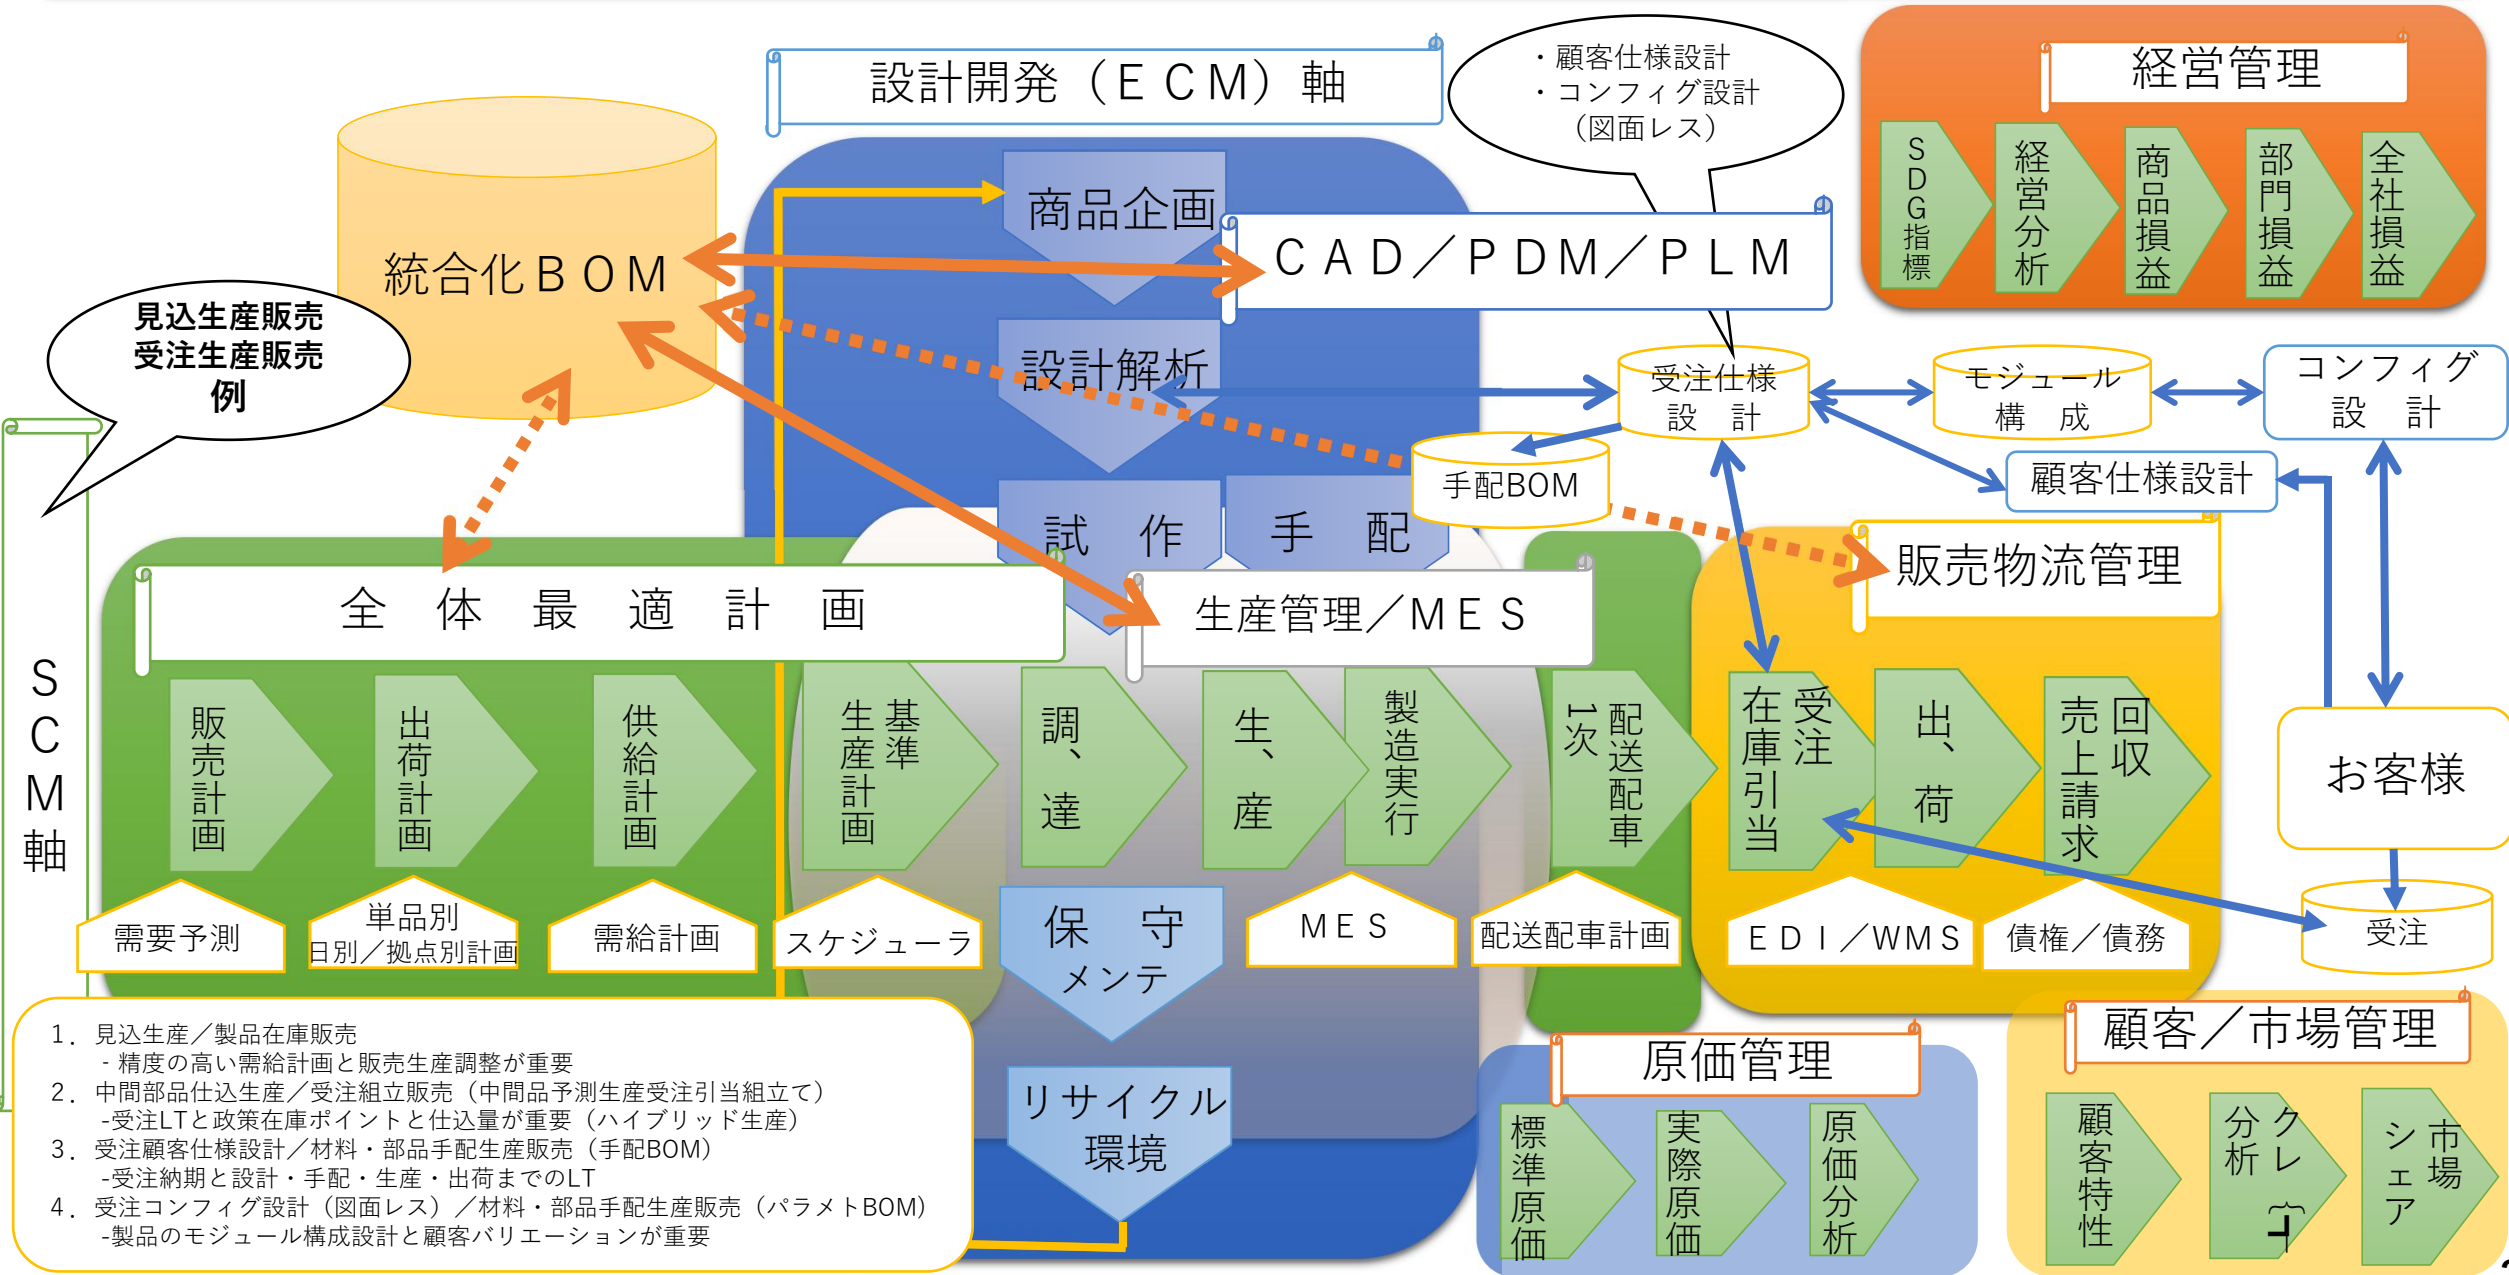 設計開発（ＥＣＭ）軸
・顧客仕様設計
・コンフィグ設計
（図面レス）
経営管理
ＳＤＧ指標
経営分析
商品損益
部門損益
全社損益
統合化ＢＯＭ
商品企画
ＣＡＤ／ＰＤＭ／ＰＬＭ
見込生産販売
受注生産販売
例
設計解析
受注仕様
設　計
モジュール
構　成
コンフィグ
設　計
手配BOM
顧客仕様設計
試　作
手　配
販売物流管理
全　体　最　適　計　画
生産管理／ＭＥＳ
ＳＣＭ軸
販売計画
出荷計画
供給計画
基準
生産計画
調、達
生、産
製造実行
1次
配送配車
受注
在庫引当
出、荷
回収
売上請求
お客様
需要予測
単品別
日別／拠点別計画
需給計画
スケジューラ
保　守
メンテ
ＭＥＳ
配送配車計画
ＥＤＩ／WMS
債権／債務
受注
1．見込生産／製品在庫販売
- 精度の高い需給計画と販売生産調整が重要
2．中間部品仕込生産／受注組立販売（中間品予測生産受注引当組立て）
-受注LTと政策在庫ポイントと仕込量が重要（ハイブリッド生産）
3．受注顧客仕様設計／材料・部品手配生産販売（手配BOM）
-受注納期と設計・手配・生産・出荷までのLT
4．受注コンフィグ設計（図面レス）／材料・部品手配生産販売（パラメトBOM）
-製品のモジュール構成設計と顧客バリエーションが重要
リサイクル
環境
原価管理
標準原価
実際原価
原価分析
顧客／市場管理
顧客特性
クレ
分析
市場
シェア